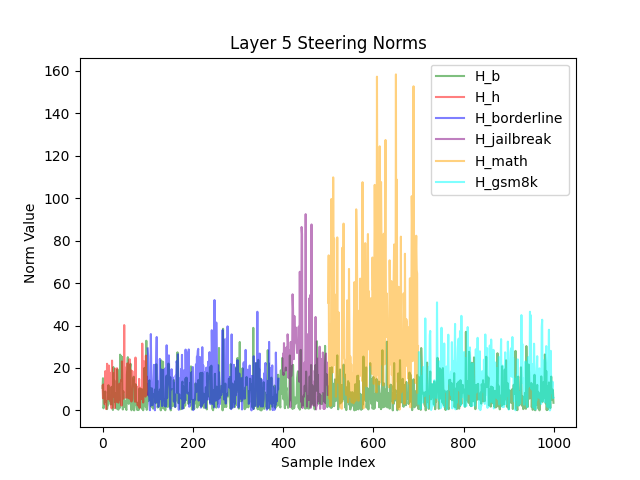 Layer 5 Steering Norms
160
140
120
100
80
60
40
20
0
Norm Value
0
200
400
600
800
1000
Sample Index
H_b
H_h
H_borderline
H_jailbreak
H_math
H_gsm8k